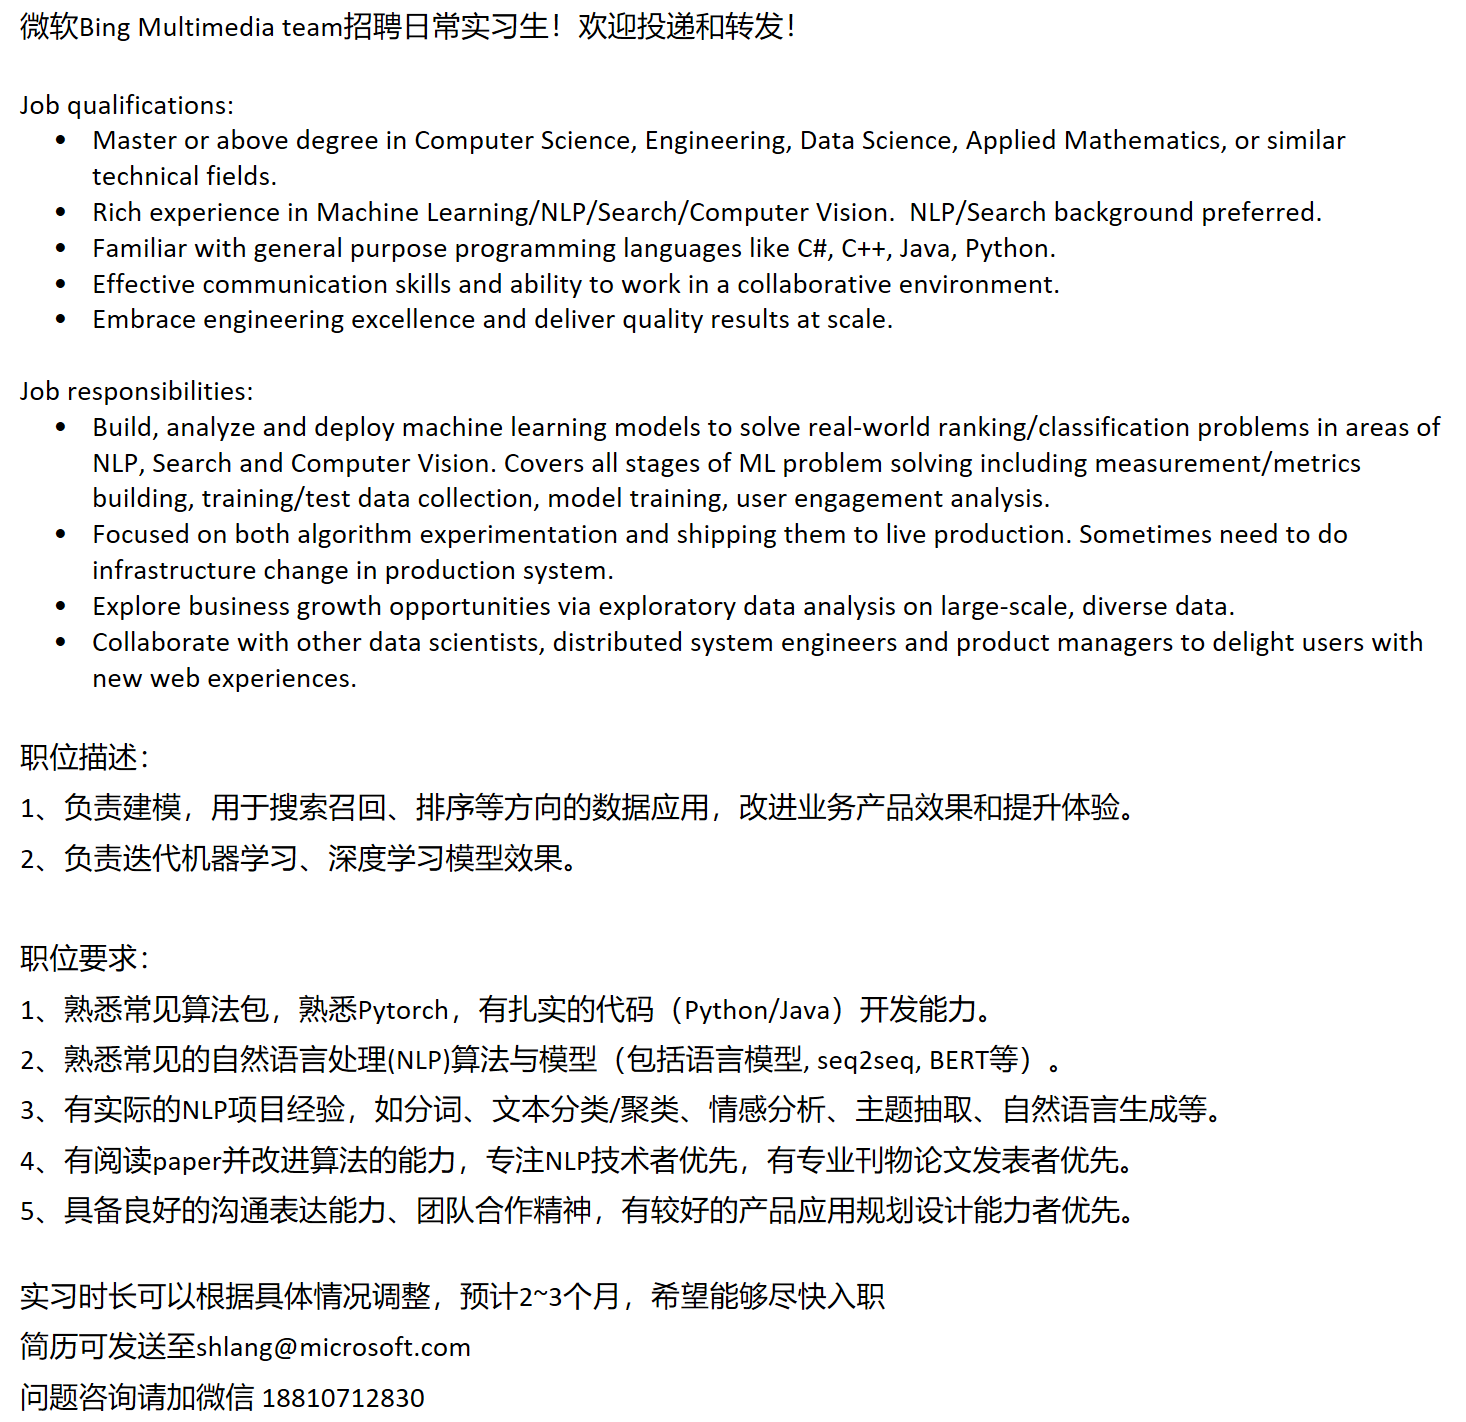 微软Bing Multimedia team招聘日常实习生！欢迎投递和转发！
Job qualifications:
• Master or above degree in Computer Science, Engineering, Data Science, Applied Mathematics, or similar
technical fields.
• Rich experience in Machine Learning/NLP/Search/Computer Vision.  NLP/Search background preferred.
• Familiar with general purpose programming languages like C#, C++, Java, Python.
• Effective communication skills and ability to work in a collaborative environment.
• Embrace engineering excellence and deliver quality results at scale.
Job responsibilities:
• Build, analyze and deploy machine learning models to solve real-world ranking/classification problems in areas of
NLP, Search and Computer Vision. Covers all stages of ML problem solving including measurement/metrics
building, training/test data collection, model training, user engagement analysis.
• Focused on both algorithm experimentation and shipping them to live production. Sometimes need to do
infrastructure change in production system.
• Explore business growth opportunities via exploratory data analysis on large-scale, diverse data.
• Collaborate with other data scientists, distributed system engineers and product managers to delight users with
new web experiences.
职位描述：
1、负责建模，用于搜索召回、排序等方向的数据应用，改进业务产品效果和提升体验。
2、负责迭代机器学习、深度学习模型效果。
职位要求：
1、熟悉常见算法包，熟悉Pytorch，有扎实的代码（Python/Java）开发能力。
2、熟悉常见的自然语言处理(NLP)算法与模型（包括语言模型, seq2seq, BERT等）。
3、有实际的NLP项目经验，如分词、文本分类/聚类、情感分析、主题抽取、自然语言生成等。
4、有阅读paper并改进算法的能力，专注NLP技术者优先，有专业刊物论文发表者优先。
5、具备良好的沟通表达能力、团队合作精神，有较好的产品应用规划设计能力者优先。
实习时长可以根据具体情况调整，预计2~3个月，希望能够尽快入职
简历可发送至shlang@microsoft.com
问题咨询请加微信 18810712830